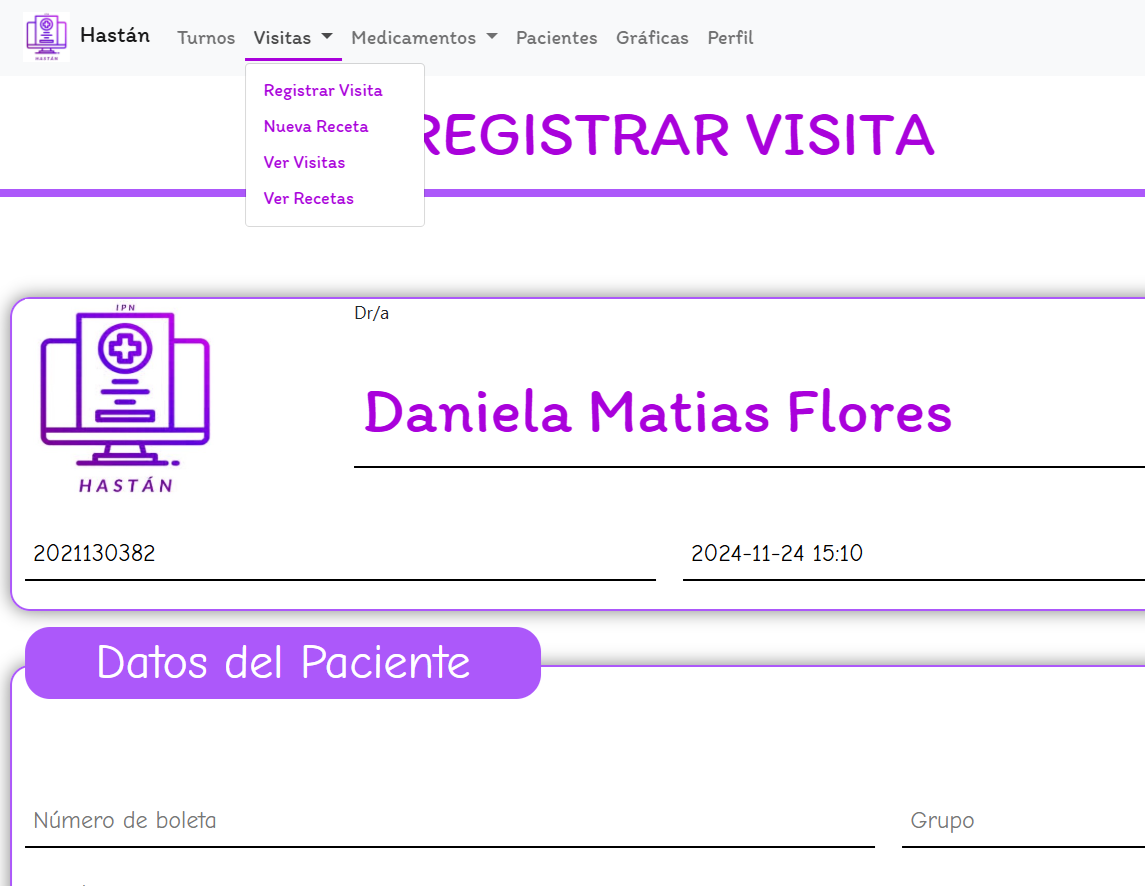 HASTÁN
Hastán
Turnos Visitas Medicamentos Pacientes Gráficas Perfil
Registrar Visita
Nueva Receta
Ver Visitas
Ver Recetas
REGISTRAR VISITA
IPN
HASTÁN
Dr/a
Daniela Matias Flores
2021130382
2024-11-24 15:10
Datos del Paciente
Número de boleta
Grupo